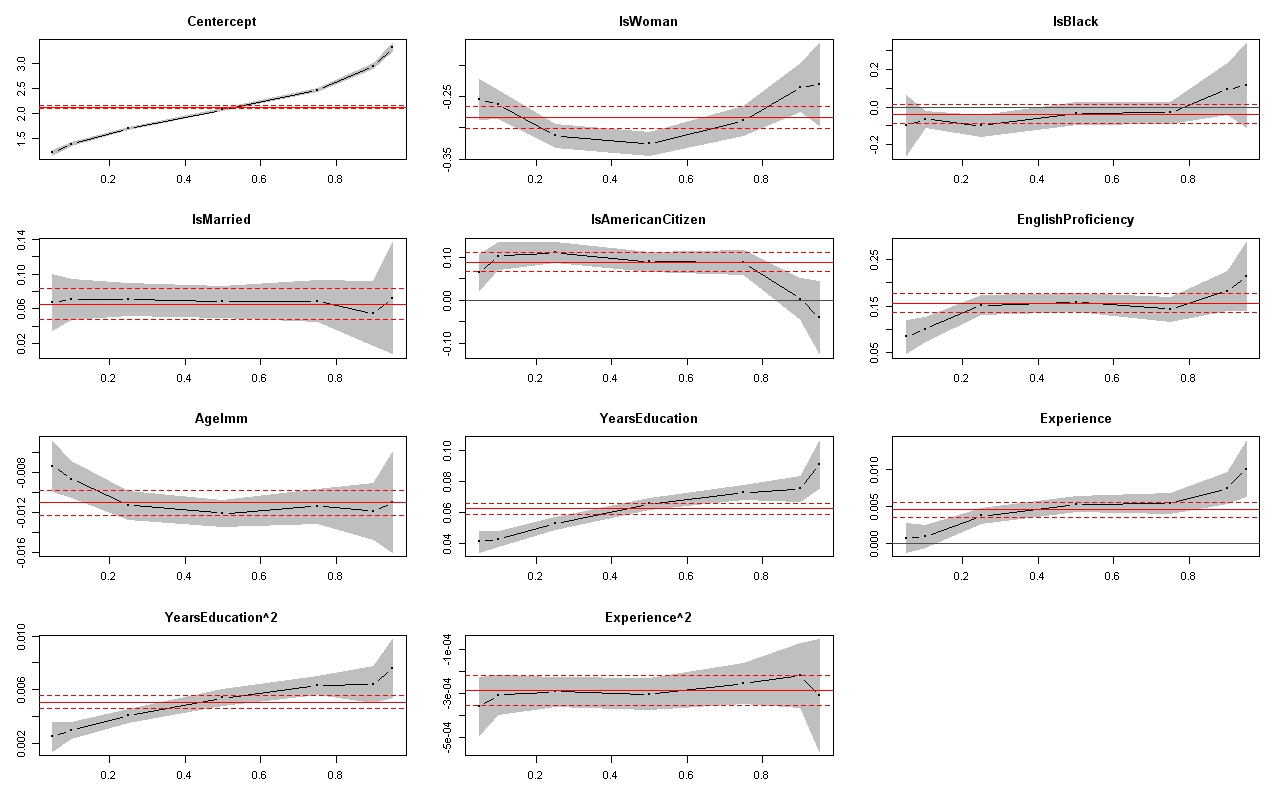 Centercept
1.5 2.0 2.5 3.0
0.2 0.4 0.6 0.8
IsWoman
-0.35 -0.25
0.2 0.4 0.6 0.8
IsBlack
-0.2 0.0 0.2
0.2 0.4 0.6 0.8
IsMarried
0.02 0.06 0.10 0.14
0.2 0.4 0.6 0.8
IsAmericanCitizen
-0.10 0.00 0.10
0.2 0.4 0.6 0.8
EnglishProficiency
0.05 0.15 0.25
0.2 0.4 0.6 0.8
AgeImm
-0.016 -0.012 -0.008
0.2 0.4 0.6 0.8
YearsEducation
0.04 0.06 0.08 0.10
0.2 0.4 0.6 0.8
Experience
0.000 0.005 0.010
0.2 0.4 0.6 0.8
YearsEducation^2
0.002 0.006 0.010
0.2 0.4 0.6 0.8
Experience^2
-5e-04 -3e-04 -1e-04
0.2 0.4 0.6 0.8